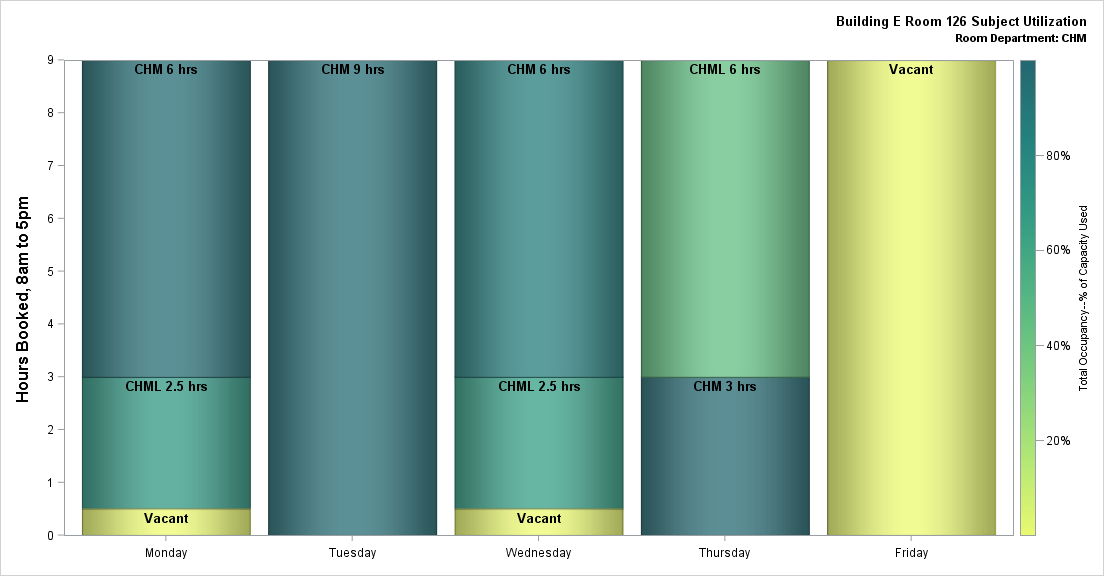 Building E Room 126 Subject Utilization
Room Department: CHM
Hours Booked, 8am to 5pm
9
8
7
6
5
4
3
2
1
0
CHM 6 hrs
CHML 2.5 hrs
Vacant
CHM 9 hrs
CHM 6 hrs
CHML 2.5 hrs
Vacant
CHML 6 hrs
CHM 3 hrs
Vacant
Monday
Tuesday
Wednesday
Thursday
Friday
80%
60%
40%
20%
Total Occupancy--% of Capacity Used